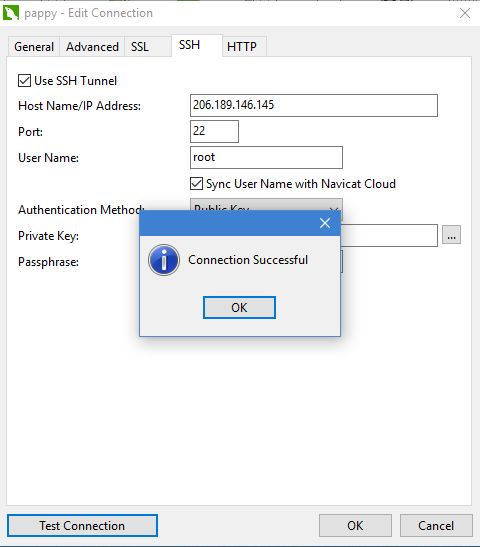 pappy - Edit Connection
General Advanced SSL SSH HTTP
Use SSH Tunnel
Host Name/IP Address: 206.189.146.145
Port: 22
User Name: root
Sync User Name with Navicat Cloud
Authentication Method: Public Key
Private Key: ...
Passphrase:
Connection Successful
OK
Test Connection OK Cancel